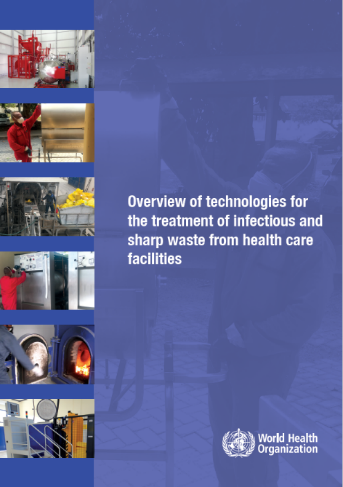 Overview of technologies for
the treatment of infectious and
sharp waste from health care
facilities
World Health
Organization